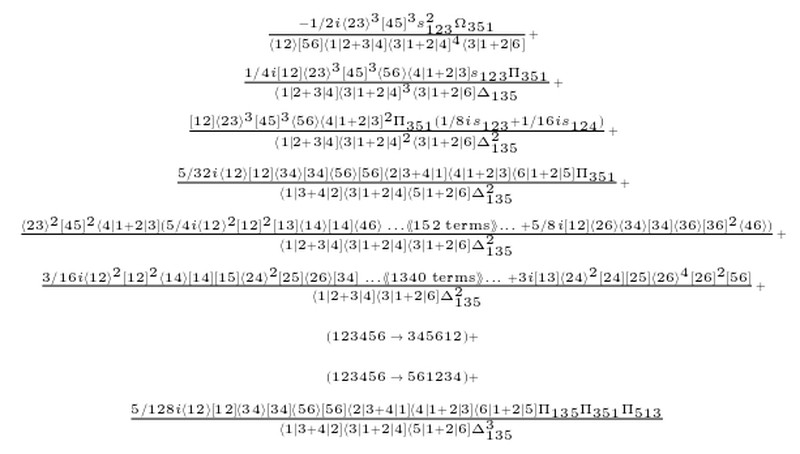 −1/2i⟨23⟩³[45]³s²₁₂₃Ω₃₅₁
⟨12⟩[56]⟨1|2+3|4]⟨3|1+2|4]⁴⟨3|1+2|6] +
1/4i[12]⟨23⟩³[45]³⟨56⟩⟨4|1+2|3]s₁₂₃Π₃₅₁
⟨1|2+3|4]⟨3|1+2|4]³⟨3|1+2|6]Δ₁₃₅ +
[12]⟨23⟩³[45]³⟨56⟩⟨4|1+2|3]²Π₃₅₁(1/8is₁₂₃+1/16is₁₂₄)
⟨1|2+3|4]⟨3|1+2|4]²⟨3|1+2|6]Δ²₁₃₅ +
5/32i⟨12⟩[12]⟨34⟩[34]⟨56⟩[56]⟨2|3+4|1]⟨4|1+2|3]⟨6|1+2|5]Π₃₅₁
⟨1|3+4|2]⟨3|1+2|4]⟨5|1+2|6]Δ²₁₃₅ +
⟨23⟩²[45]²⟨4|1+2|3](5/4i⟨12⟩²[12]²[13]⟨14⟩[14]⟨46⟩ …⟪152 terms⟫… +5/8i[12]⟨26⟩⟨34⟩[34]⟨36⟩[36]²⟨46⟩)
⟨1|2+3|4]⟨3|1+2|4]⟨3|1+2|6]Δ²₁₃₅ +
3/16i⟨12⟩²[12]²⟨14⟩[14][15]⟨24⟩²[25]⟨26⟩[34] …⟪1340 terms⟫… +3i[13]⟨24⟩²[24][25]⟨26⟩⁴[26]²[56]
⟨1|2+3|4]⟨3|1+2|6]Δ²₁₃₅ +
(123456 → 345612)+
(123456 → 561234)+
5/128i⟨12⟩[12]⟨34⟩[34]⟨56⟩[56]⟨2|3+4|1]⟨4|1+2|3]⟨6|1+2|5]Π₁₃₅Π₃₅₁Π₅₁₃
⟨1|3+4|2]⟨3|1+2|4]⟨5|1+2|6]Δ³₁₃₅